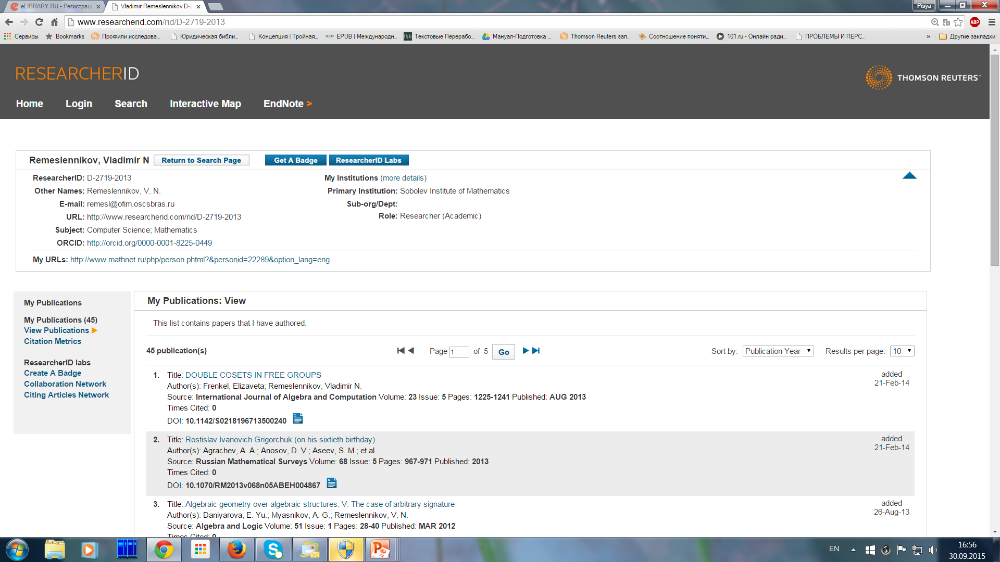 eLIBRARY.RU - Регистрац
Vladimir Remeslennikov D-2
Pisya
www.researcherid.com/rid/D-2719-2013
ABP
Сервисы
Bookmarks
Профили исследова...
Юридическая библи...
Концепция | Тройная...
EPUB | Международн...
Текстовые Перерабо...
Мануал-Подготовка ...
Thomson Reuters зап...
Соотношение поняти...
101.ru - Онлайн ради...
ПРОБЛЕМЫ И ПЕРС...
»
Другие закладки
RESEARCHERID
THOMSON REUTERS™
Home
Login
Search
Interactive Map
EndNote >
Remeslennikov, Vladimir N
Return to Search Page
Get A Badge
ResearcherID Labs
ResearcherID: D-2719-2013
Other Names: Remeslennikov, V. N.
E-mail: remesl@ofim.oscsbras.ru
URL: http://www.researcherid.com/rid/D-2719-2013
Subject: Computer Science; Mathematics
ORCID: http://orcid.org/0000-0001-8225-0449
My Institutions (more details)
Primary Institution: Sobolev Institute of Mathematics
Sub-org/Dept:
Role: Researcher (Academic)
My URLs: http://www.mathnet.ru/php/person.phtml?&personid=22289&option_lang=eng
My Publications
My Publications (45)
View Publications
Citation Metrics
ResearcherID labs
Create A Badge
Collaboration Network
Citing Articles Network
My Publications: View
This list contains papers that I have authored.
45 publication(s)
Page 1 of 5 Go
Sort by: Publication Year
Results per page: 10
1. Title: DOUBLE COSETS IN FREE GROUPS
Author(s): Frenkel, Elizaveta; Remeslennikov, Vladimir N.
Source: International Journal of Algebra and Computation Volume: 23 Issue: 5 Pages: 1225-1241 Published: AUG 2013
Times Cited: 0
DOI: 10.1142/S0218196713500240
added
21-Feb-14
2. Title: Rostislav Ivanovich Grigorchuk (on his sixtieth birthday)
Author(s): Agrachev, A. A.; Anosov, D. V.; Aseev, S. M.; et al.
Source: Russian Mathematical Surveys Volume: 68 Issue: 5 Pages: 967-971 Published: 2013
Times Cited: 0
DOI: 10.1070/RM2013v068n05ABEH004867
added
21-Feb-14
3. Title: Algebraic geometry over algebraic structures. V. The case of arbitrary signature
Author(s): Daniyarova, E. Yu.; Myasnikov, A. G.; Remeslennikov, V. N.
Source: Algebra and Logic Volume: 51 Issue: 1 Pages: 28-40 Published: MAR 2012
Times Cited: 0
added
26-Aug-13
EN
16:56
30.09.2015